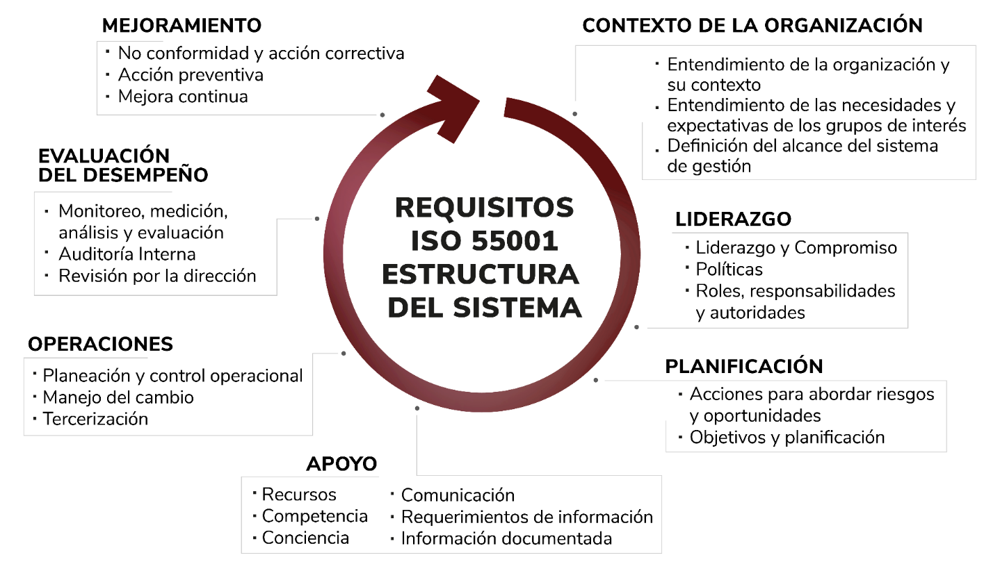 REQUISITOS
ISO 55001
ESTRUCTURA
DEL SISTEMA
CONTEXTO DE LA ORGANIZACIÓN
· Entendimiento de la organización y
su contexto
· Entendimiento de las necesidades y
expectativas de los grupos de interés
· Definición del alcance del sistema
de gestión
LIDERAZGO
· Liderazgo y Compromiso
· Políticas
· Roles, responsabilidades
y autoridades
PLANIFICACIÓN
· Acciones para abordar riesgos
y oportunidades
· Objetivos y planificación
APOYO
· Recursos
· Competencia
· Conciencia
· Comunicación
· Requerimientos de información
· Información documentada
OPERACIONES
· Planeación y control operacional
· Manejo del cambio
· Tercerización
EVALUACIÓN
DEL DESEMPEÑO
· Monitoreo, medición,
análisis y evaluación
· Auditoría Interna
· Revisión por la dirección
MEJORAMIENTO
· No conformidad y acción correctiva
· Acción preventiva
· Mejora continua